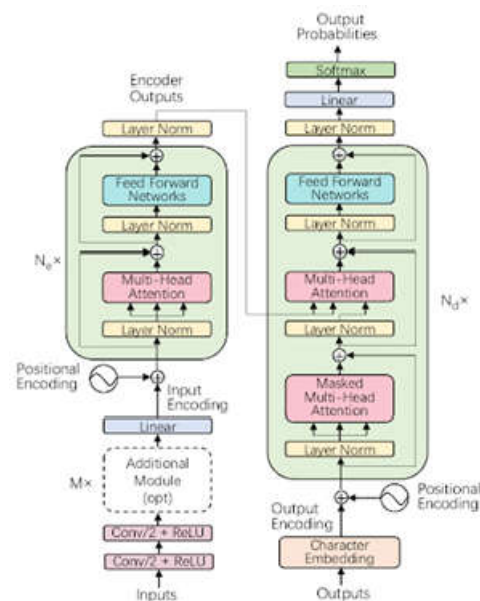 Output
Probabilities
Softmax
Linear
Layer Norm
Feed Forward
Networks
Layer Norm
Multi-Head
Attention
Layer Norm
Masked
Multi-Head
Attention
Layer Norm
N_d×
Output
Encoding
Positional
Encoding
Character
Embedding
Outputs
Encoder
Outputs
Layer Norm
Feed Forward
Networks
Layer Norm
Multi-Head
Attention
Layer Norm
N_e×
Positional
Encoding
Input
Encoding
Linear
Additional
Module
(opt)
M×
Conv/2 + ReLU
Conv/2 + ReLU
Inputs